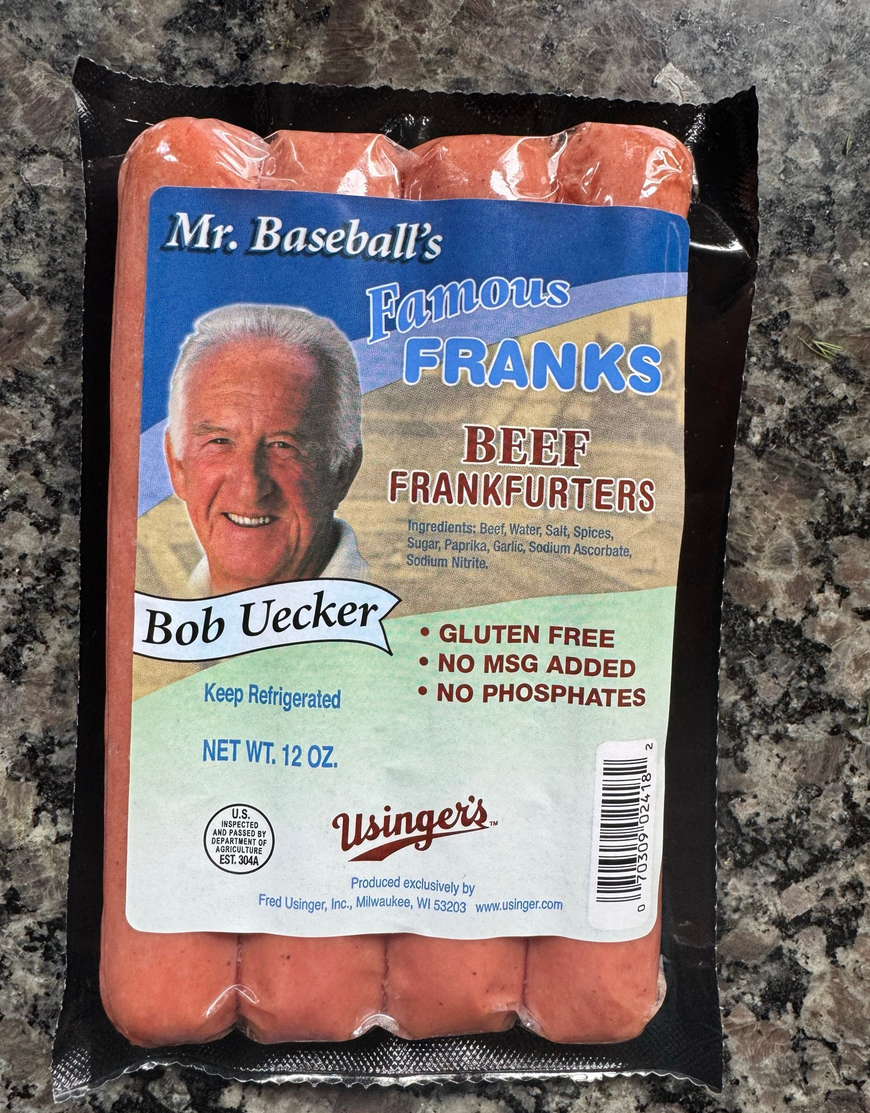 Mr. Baseball's
Famous
FRANKS
BEEF
FRANKFURTERS
Ingredients: Beef, Water, Salt, Spices,
Sugar, Paprika, Garlic, Sodium Ascorbate,
Sodium Nitrite.
Bob Uecker
• GLUTEN FREE
• NO MSG ADDED
• NO PHOSPHATES
Keep Refrigerated
NET WT. 12 OZ.
U.S.
INSPECTED
AND PASSED BY
DEPARTMENT OF
AGRICULTURE
EST. 304A
Usinger's™
Produced exclusively by
Fred Usinger, Inc., Milwaukee, WI 53203 www.usinger.com
0 70309 02418 2